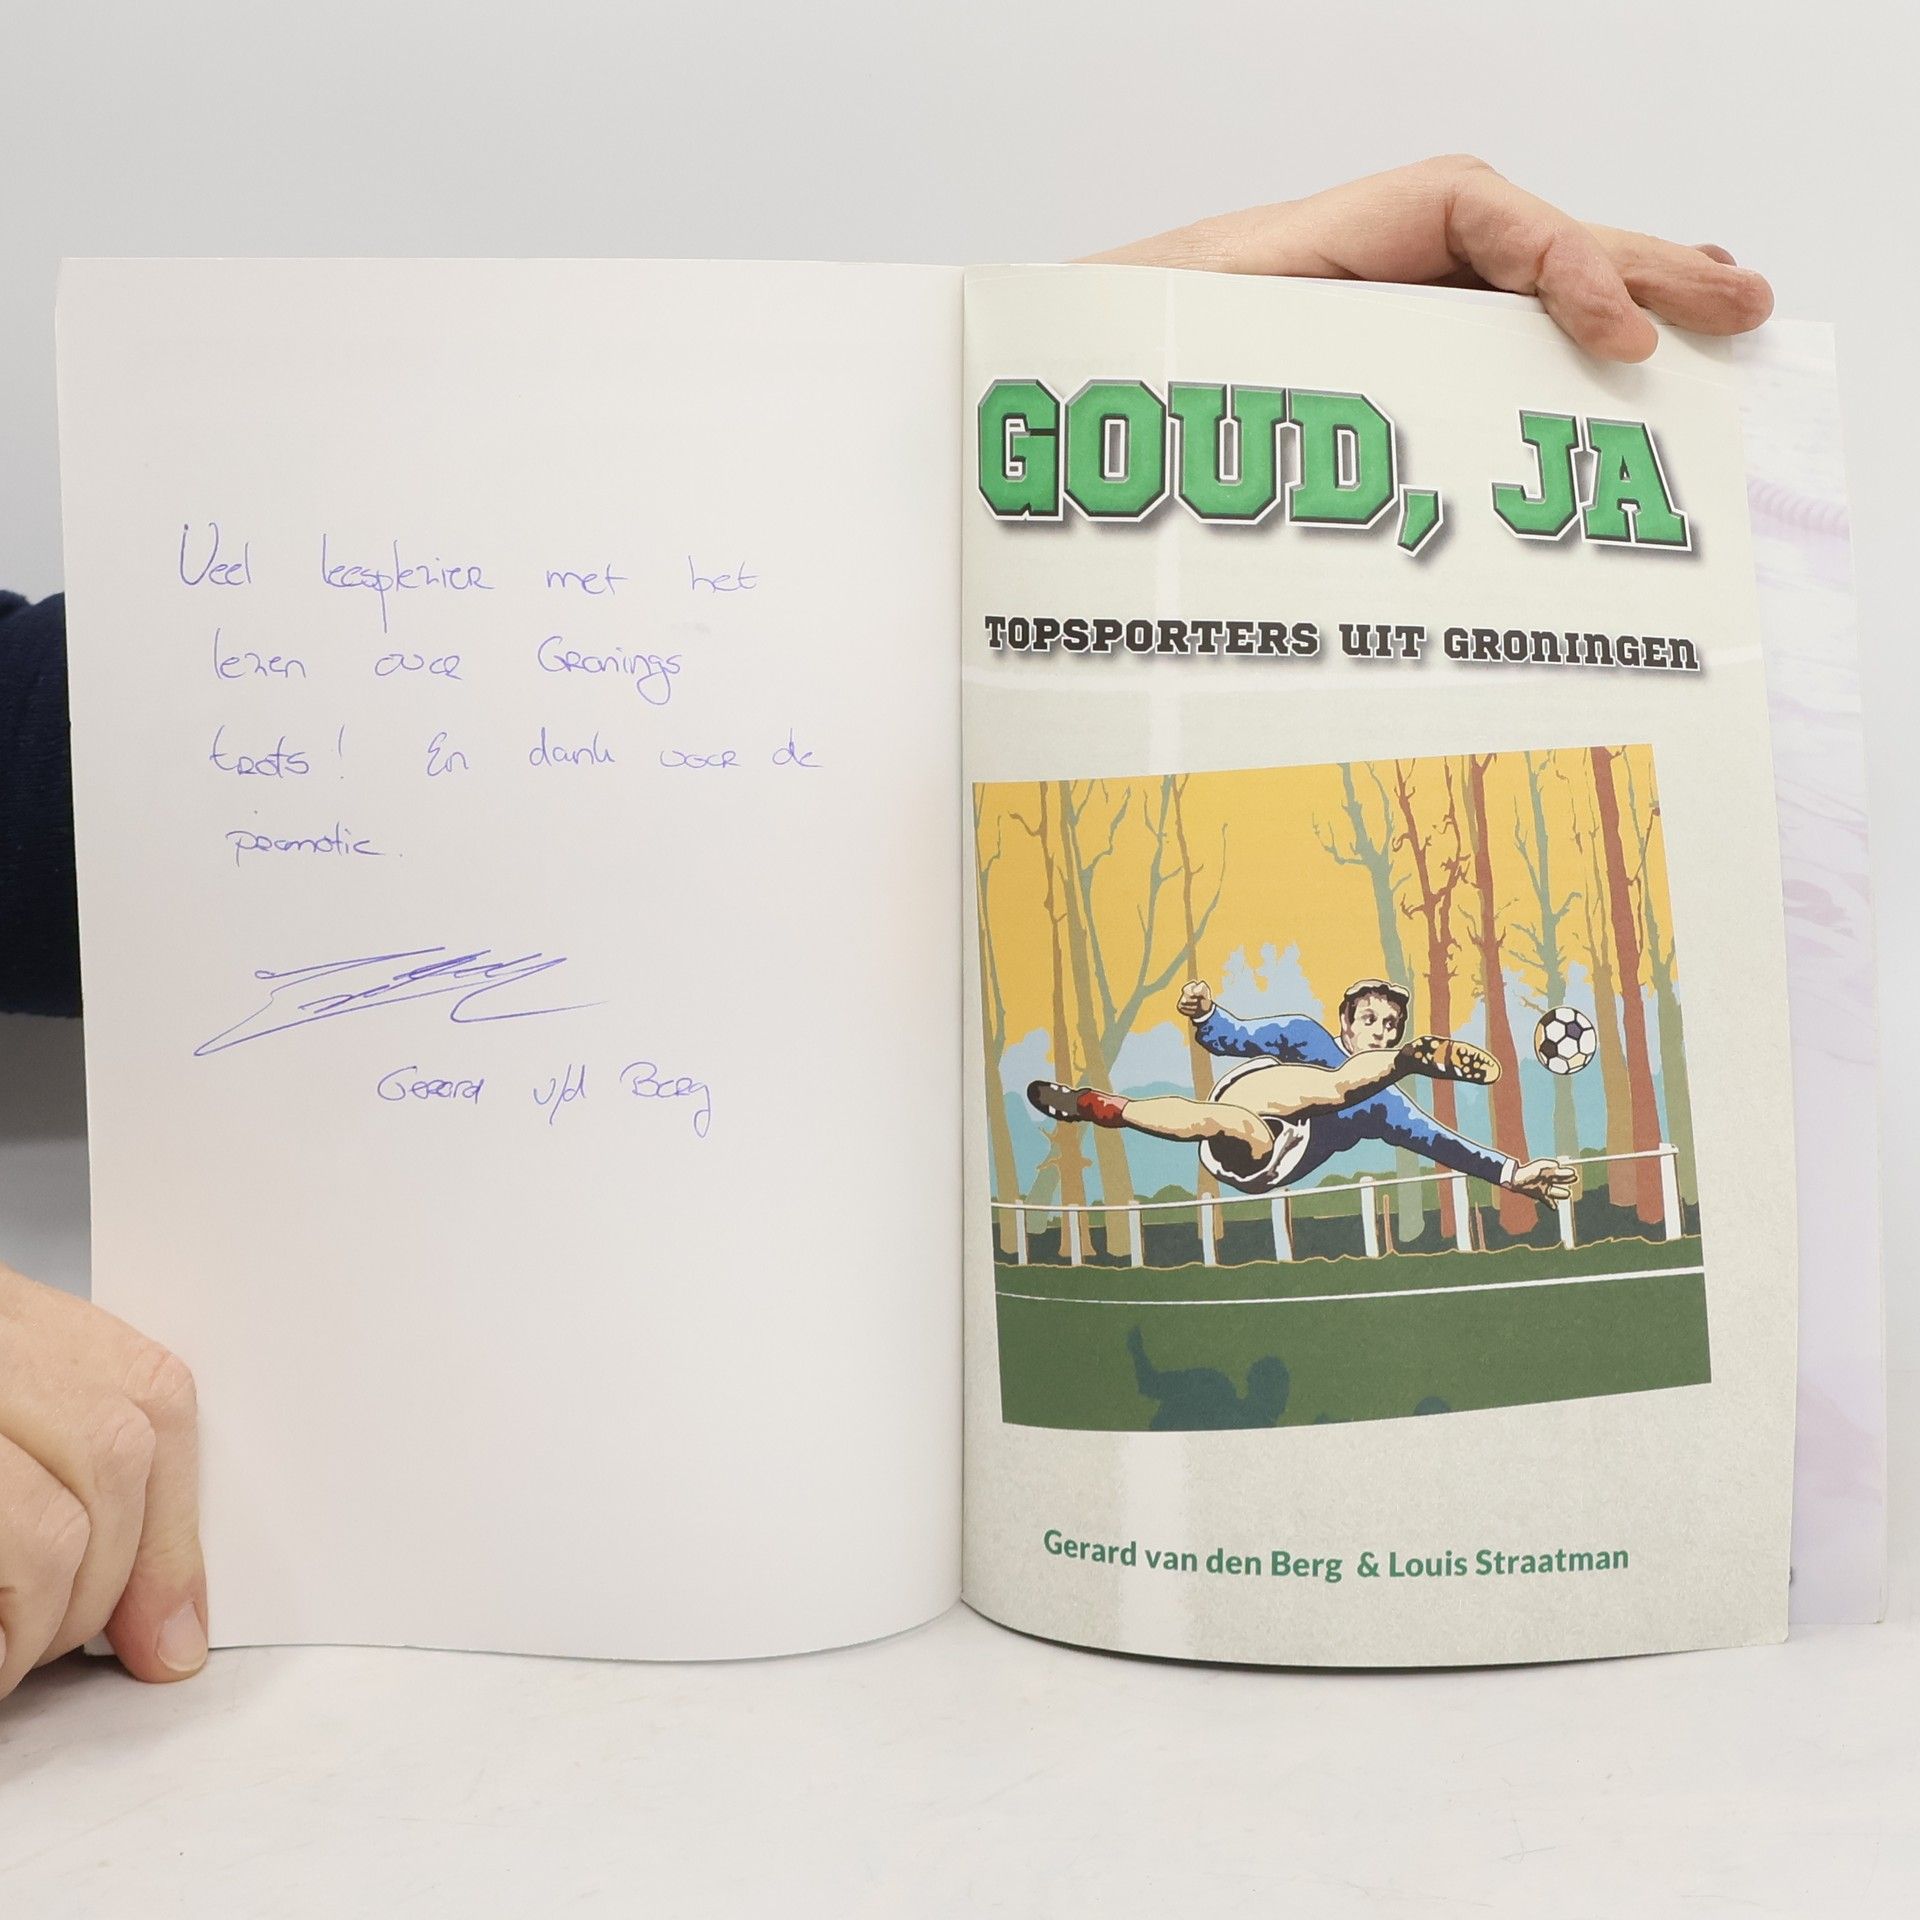 Veel leesplezier met het
lezen over Gronings
trots! En dank voor de
promotie.
Gerard v/d Berg
GOUD, JA
TOPSPORTERS UIT GRONINGEN
Gerard van den Berg & Louis Straatman